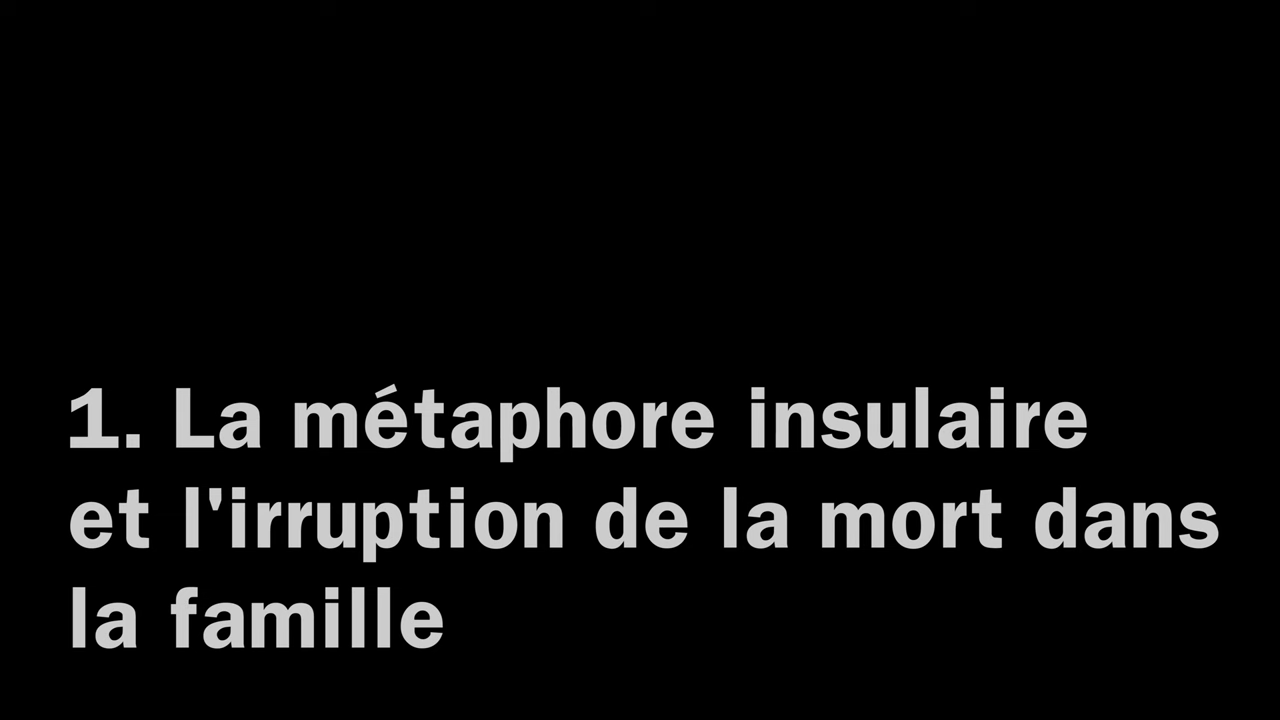 1. La métaphore insulaire
et l'irruption de la mort dans
la famille